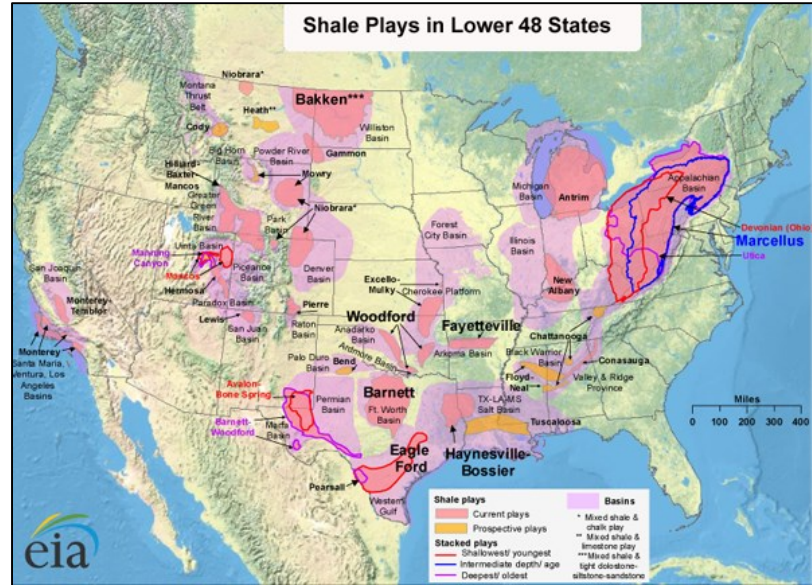 Shale Plays in Lower 48 States
Niobrara*
Montana
Thrust
Belt
Heath**
Bakken***
Cody
Williston
Basin
Big Horn
Basin
Powder River
Basin
Gammon
Hilliard-
Baxter-
Mancos
Mowry
Greater
Green
River
Basin
Niobrara*
Park
Basin
Michigan
Basin
Antrim
Appalachian
Basin
Devonian (Ohio)
Marcellus
Utica
Manning
Canyon
Uinta Basin
Mancos
Piceance
Basin
Denver
Basin
Forest
City Basin
Illinois
Basin
San Joaquin
Basin
Hermosa
Paradox Basin
Excello-
Mulky
Cherokee Platform
Monterey-
Temblor
Lewis
San Juan
Basin
Pierre
Raton
Basin
Woodford
Anadarko
Basin
Fayetteville
New
Albany
Chattanooga
Monterey
Santa Maria,
Ventura, Los
Angeles
Basins
Palo Duro
Basin
Bend
Ardmore Basin
Arkoma Basin
Black Warrior
Basin
Conasauga
Floyd-
Neal
Valley & Ridge
Province
Avalon-
Bone Spring
Permian
Basin
Barnett
Ft. Worth
Basin
TX-LA-MS
Salt Basin
Tuscaloosa
Barnett-
Woodford
Marfa
Basin
Eagle
Ford
Haynesville-
Bossier
Pearsall
Western
Gulf
Miles
0 100 200 300 400
Shale plays
Current plays
Prospective plays
Stacked plays
Shallowest/ youngest
Intermediate depth/ age
Deepest/ oldest
Basins
* Mixed shale &
chalk play
** Mixed shale &
limestone play
***Mixed shale &
tight dolostone-
siltstone-sandstone
eia